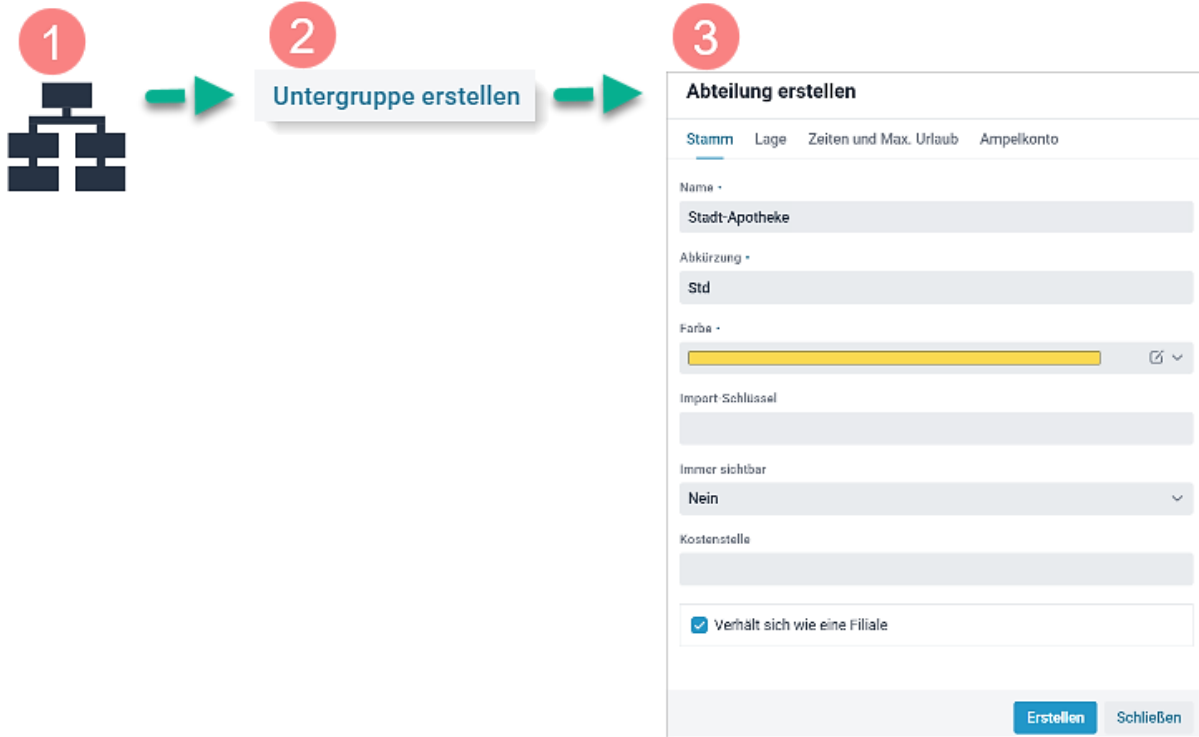 1
2
3
Untergruppe erstellen
Abteilung erstellen
Stamm Lage Zeiten und Max. Urlaub Ampelkonto
Name •
Stadt-Apotheke
Abkürzung •
Std
Farbe •
Import-Schlüssel
Immer sichtbar
Nein
Kostenstelle
Verhält sich wie eine Filiale
Erstellen Schließen